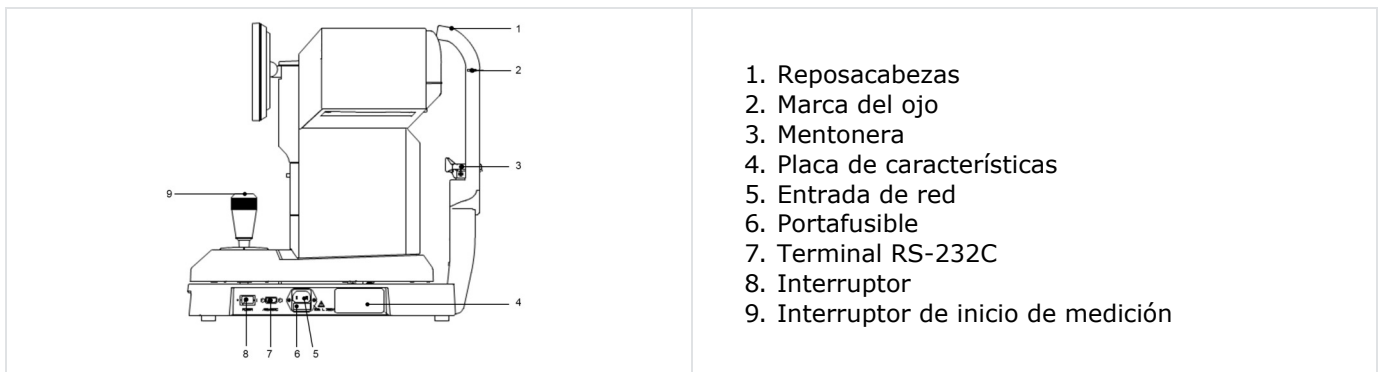 1
2
3
9
4
8
7
6
5
1. Reposacabezas
2. Marca del ojo
3. Mentonera
4. Placa de característísticas
5. Entrada de red
6. Portafusible
7. Terminal RS-232C
8. Interruptor
9. Interruptor de inicio de medición